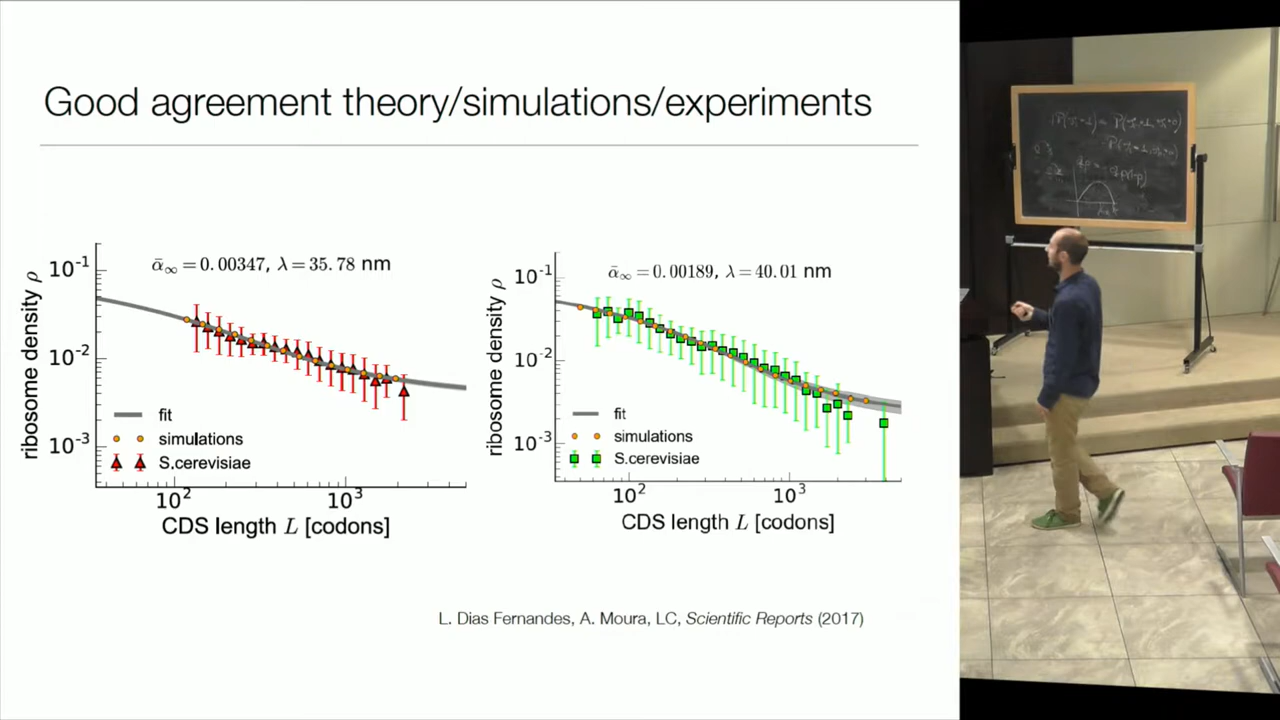 Good agreement theory/simulations/experiments
ᾱ∞ = 0.00347, λ = 35.78 nm
10⁻¹
10⁻²
10⁻³
ribosome density ρ
fit
simulations
S.cerevisiae
10² 10³
CDS length L [codons]
ᾱ∞ = 0.00189, λ = 40.01 nm
10⁻¹
10⁻²
10⁻³
ribosome density ρ
fit
simulations
S.cerevisiae
10² 10³
CDS length L [codons]
L. Dias Fernandes, A. Moura, LC, Scientific Reports (2017)